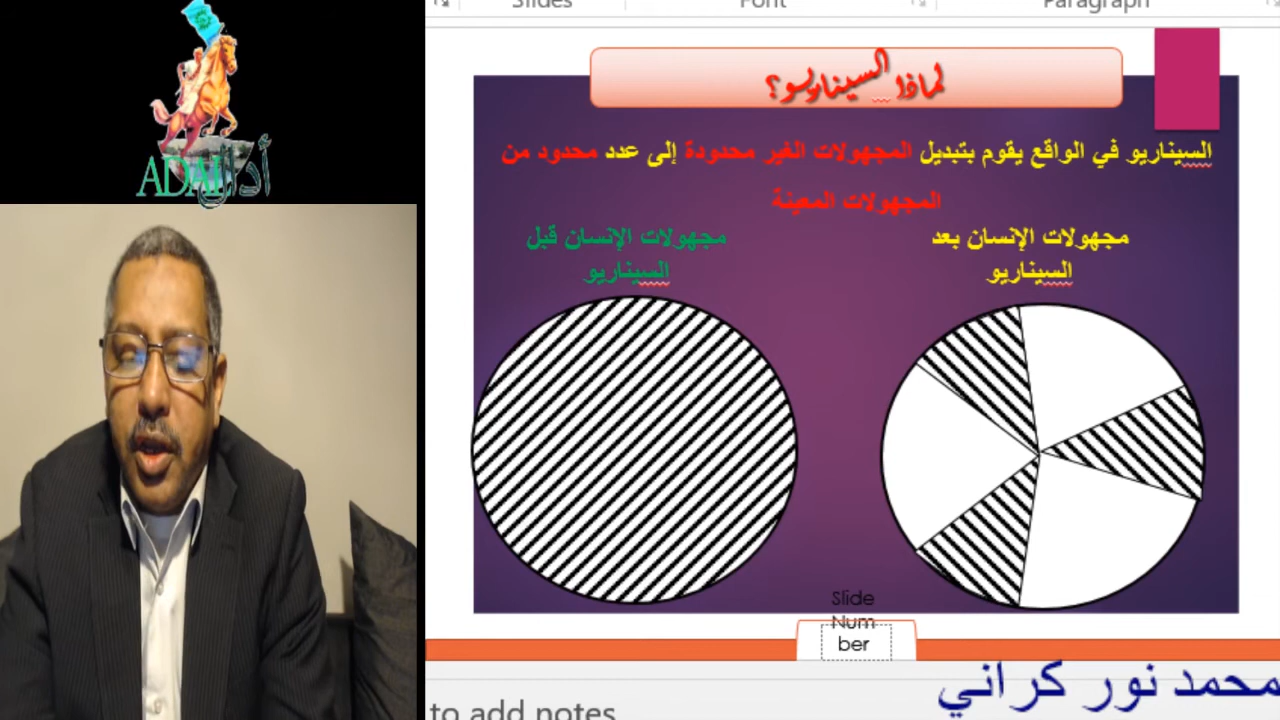 Slides Font Paragraph
ADAL أدال
لماذا السيناريو؟
السيناريو في الواقع يقوم بتبديل المجهولات الغير محدودة إلى عدد محدود من
المجهولات المعينة
مجهولات الإنسان بعد
السيناريو
مجهولات الإنسان قبل
السيناريو
Slide
Num
ber
محمد نور كراني
to add notes